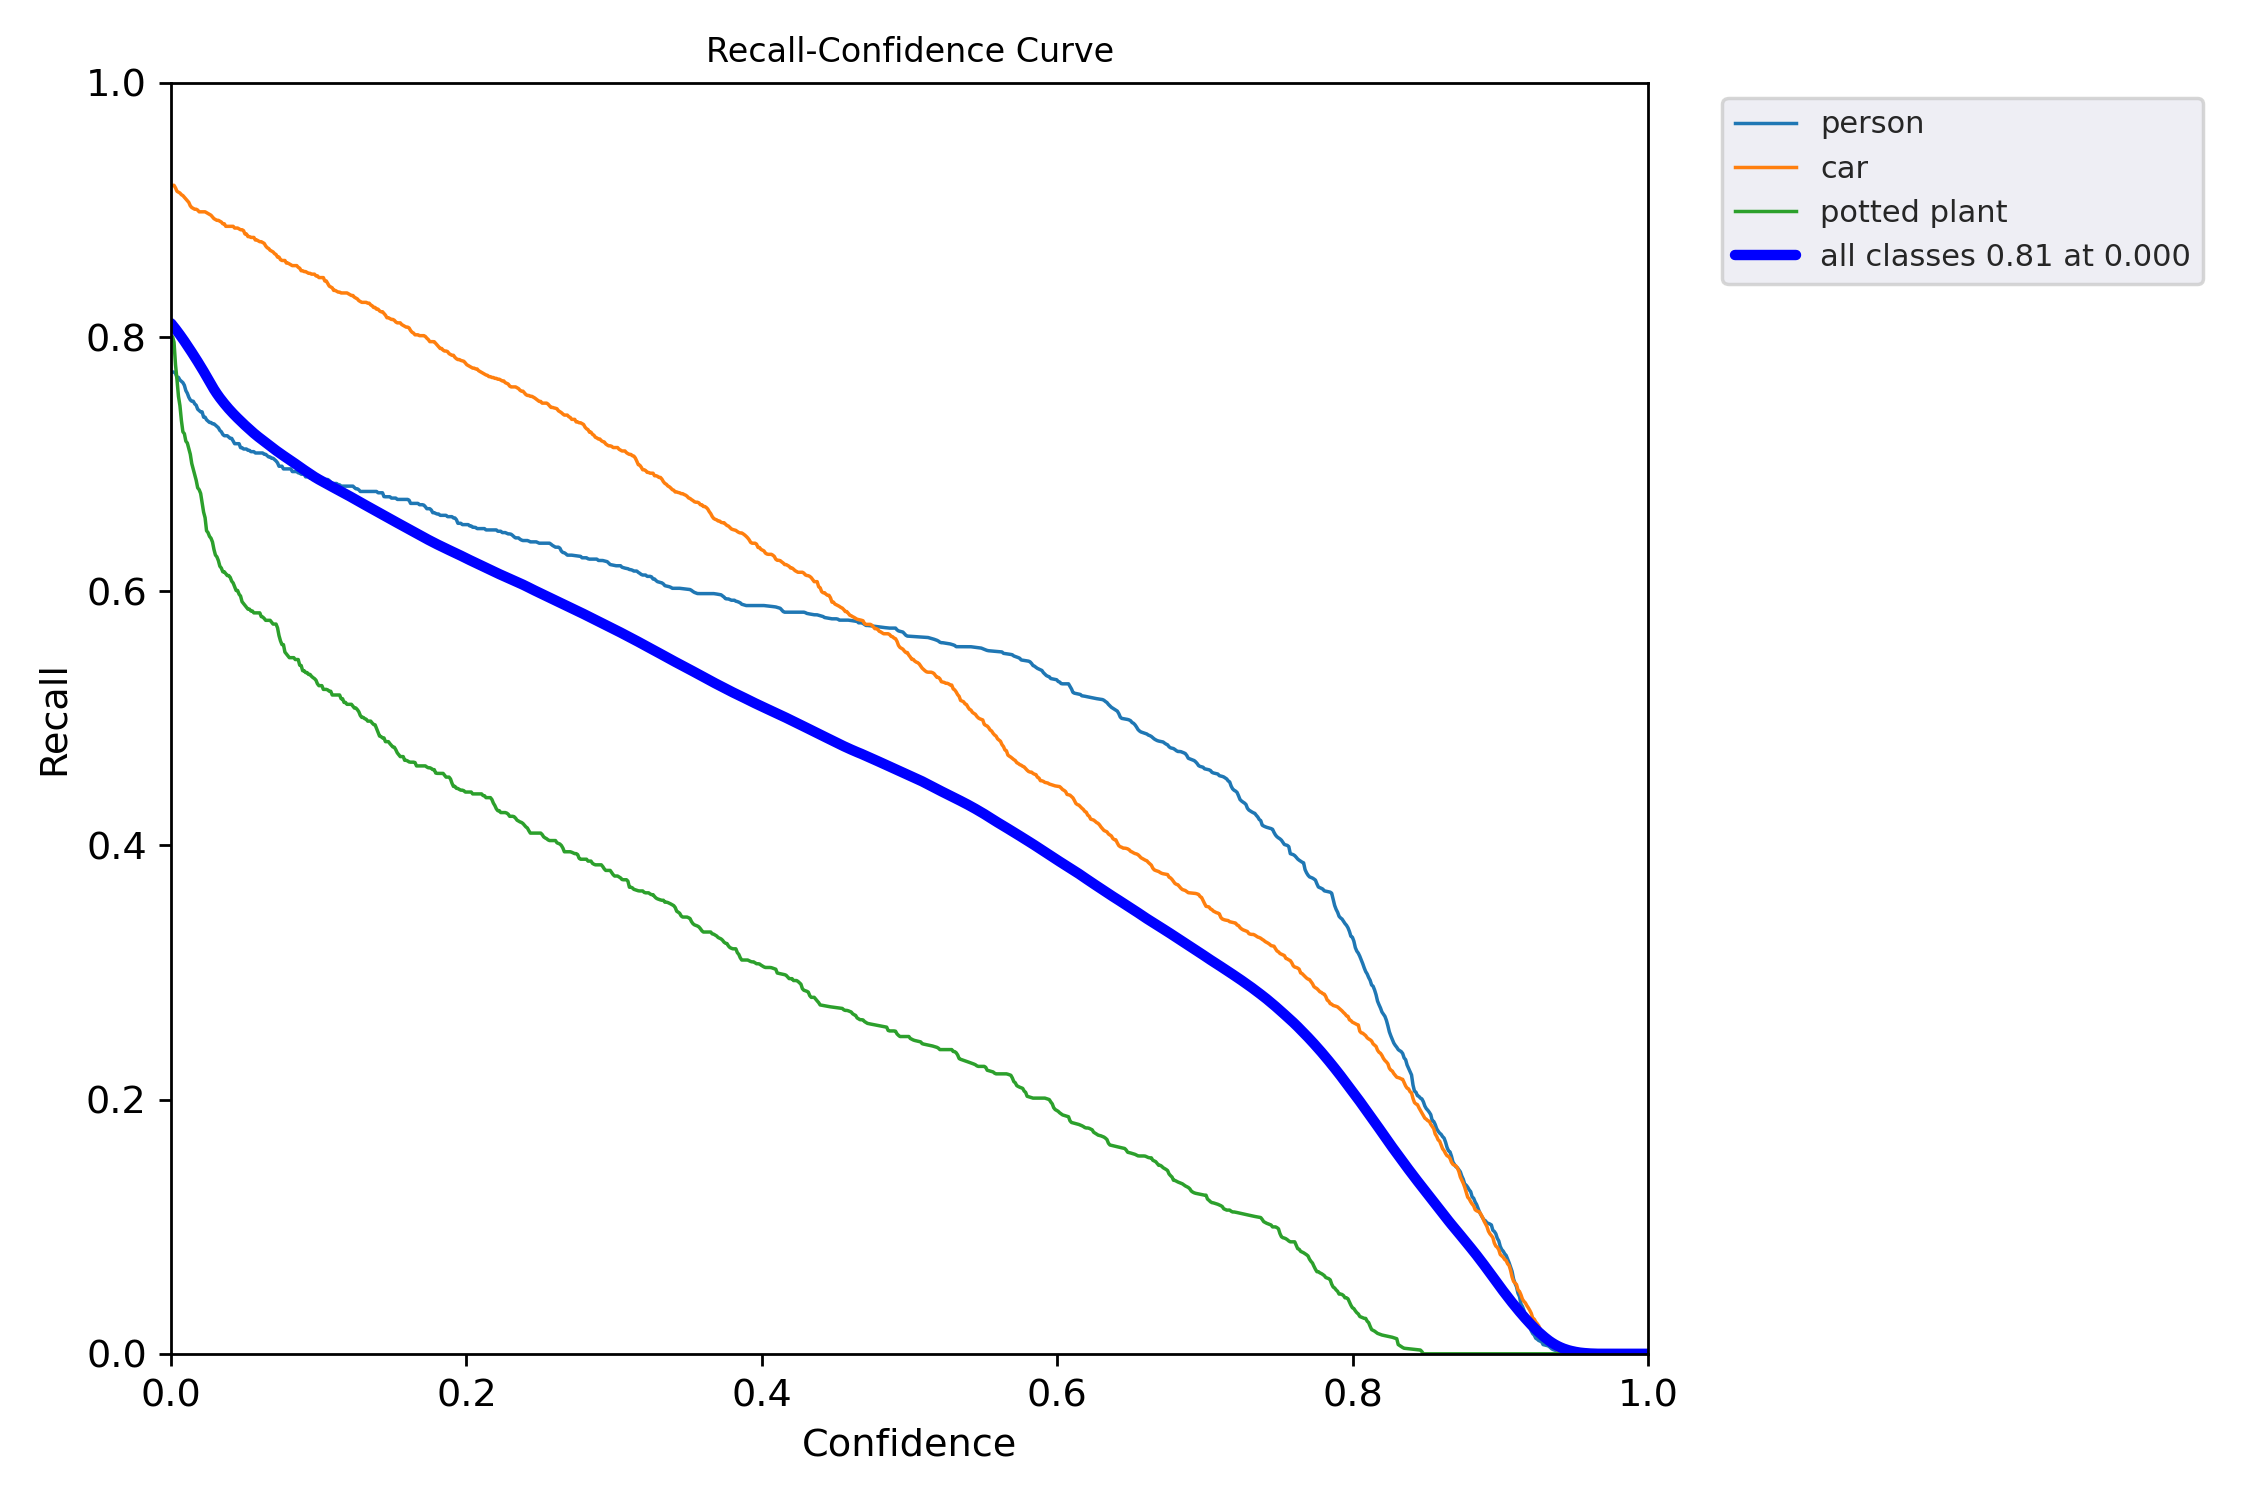 Recall-Confidence Curve
1.0
0.8
0.6
0.4
0.2
0.0
Recall
0.0 0.2 0.4 0.6 0.8 1.0
Confidence
person
car
potted plant
all classes 0.81 at 0.000